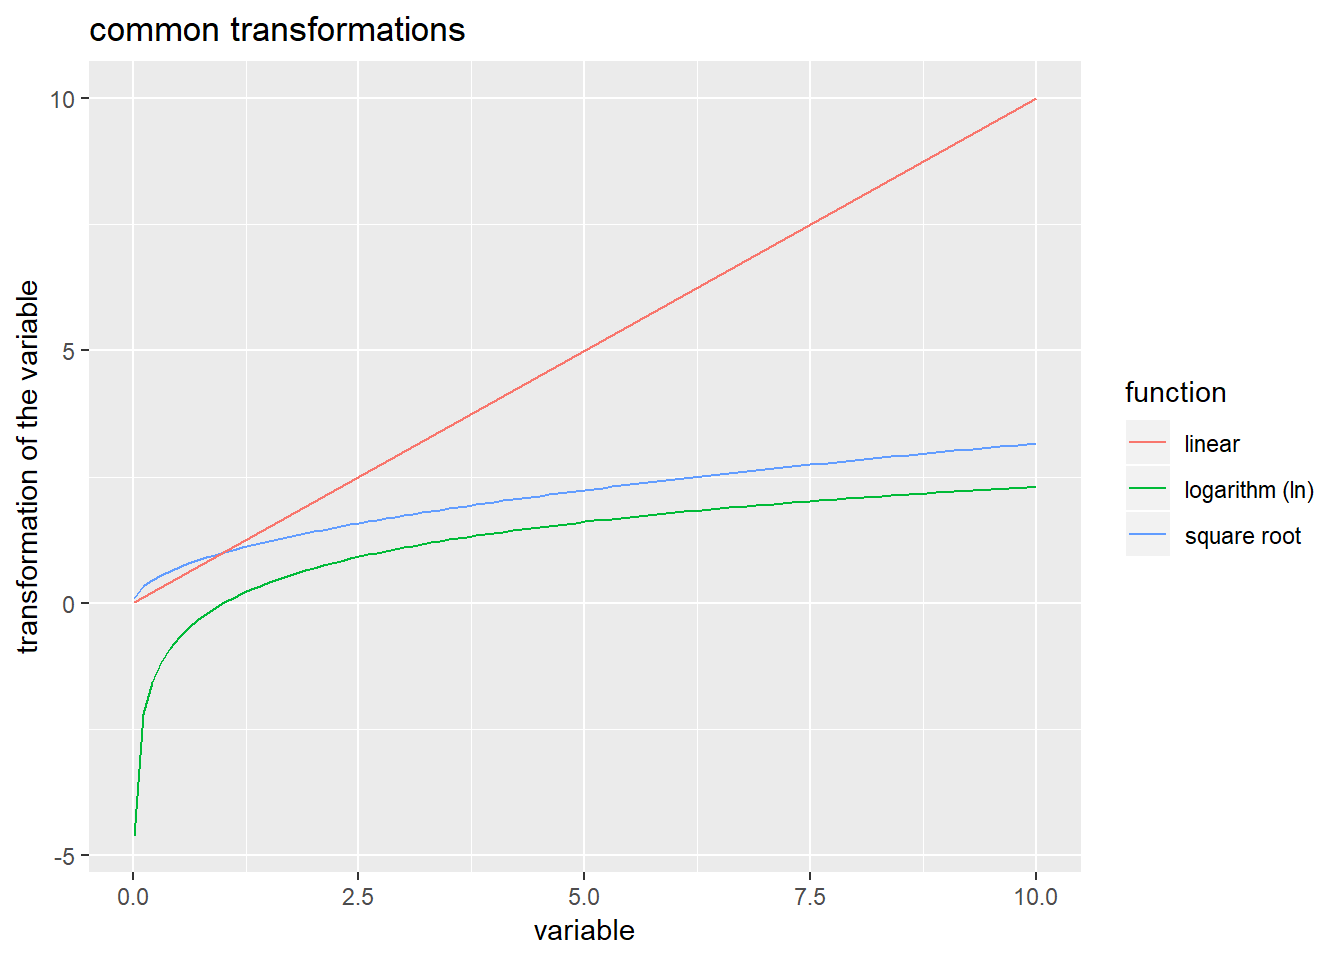 common transformations
transformation of the variable
10
5
0
-5
0.0 2.5 5.0 7.5 10.0
variable
function
linear
logarithm (ln)
square root